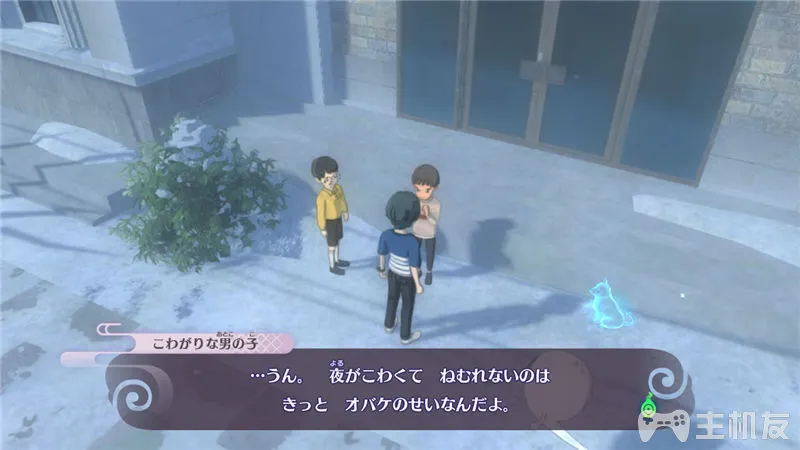 こわがりな男の子
…うん。 夜がこわくて ねむれないのは
きっと オバケのせいなんだよ。
主机友